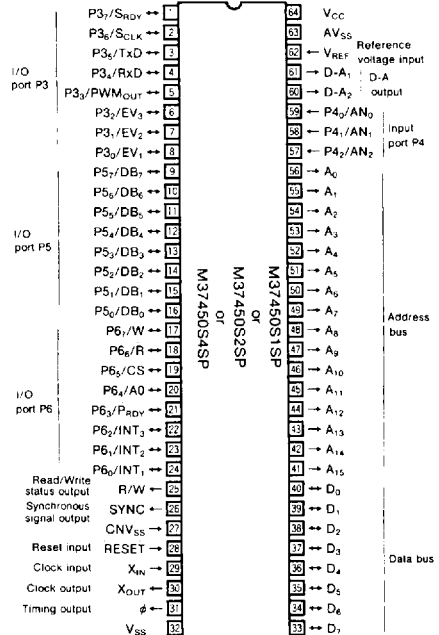 P3₇/SRDY ↔ 1
P3₆/SCLK ↔ 2
P3₅/TxD ↔ 3
P3₄/RxD ↔ 4
P3₃/PWMOUT ↔ 5
P3₂/EV₃ ↔ 6
P3₁/EV₂ ↔ 7
P3₀/EV₁ ↔ 8
I/O
port P3
P5₇/DB₇ ↔ 9
P5₆/DB₆ ↔ 10
P5₅/DB₅ ↔ 11
P5₄/DB₄ ↔ 12
P5₃/DB₃ ↔ 13
P5₂/DB₂ ↔ 14
P5₁/DB₁ ↔ 15
P5₀/DB₀ ↔ 16
I/O
port P5
P6₇/W ↔ 17
P6₆/R ↔ 18
P6₅/CS ↔ 19
P6₄/A0 ↔ 20
P6₃/PRDY ↔ 21
P6₂/INT₃ ↔ 22
P6₁/INT₂ ↔ 23
P6₀/INT₁ ↔ 24
I/O
port P6
Read/Write
status output
R/W ← 25
Synchronous
signal output
SYNC ← 26
CNVSS → 27
Reset input RESET → 28
Clock input XIN → 29
Clock output XOUT ← 30
Timing output ϕ ← 31
VSS 32
M37450S4SP
or
M37450S2SP
or
M37450S1SP
64 VCC
63 AVSS
62 ← VREF Reference
voltage input
61 → D-A₁
60 → D-A₂
D-A
output
59 ← P4₀/AN₀
58 ← P4₁/AN₁
57 ← P4₂/AN₂
Input
port P4
56 → A₀
55 → A₁
54 → A₂
53 → A₃
52 → A₄
51 → A₅
50 → A₆
49 → A₇
48 → A₈
47 → A₉
46 → A₁₀
45 → A₁₁
44 → A₁₂
43 → A₁₃
42 → A₁₄
41 → A₁₅
Address
bus
40 ↔ D₀
39 ↔ D₁
38 ↔ D₂
37 ↔ D₃
36 ↔ D₄
35 ↔ D₅
34 ↔ D₆
33 ↔ D₇
Data bus